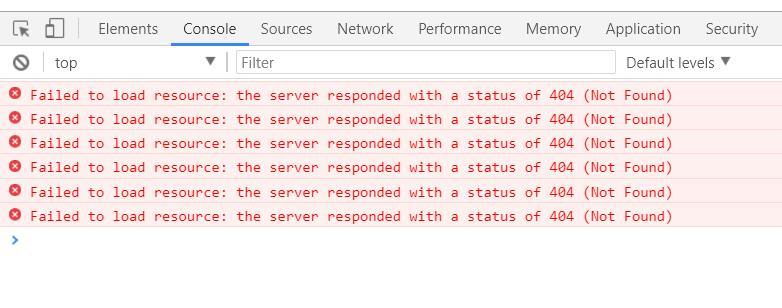 Elements Console Sources Network Performance Memory Application Security
top Filter Default levels
Failed to load resource: the server responded with a status of 404 (Not Found)
Failed to load resource: the server responded with a status of 404 (Not Found)
Failed to load resource: the server responded with a status of 404 (Not Found)
Failed to load resource: the server responded with a status of 404 (Not Found)
Failed to load resource: the server responded with a status of 404 (Not Found)
Failed to load resource: the server responded with a status of 404 (Not Found)